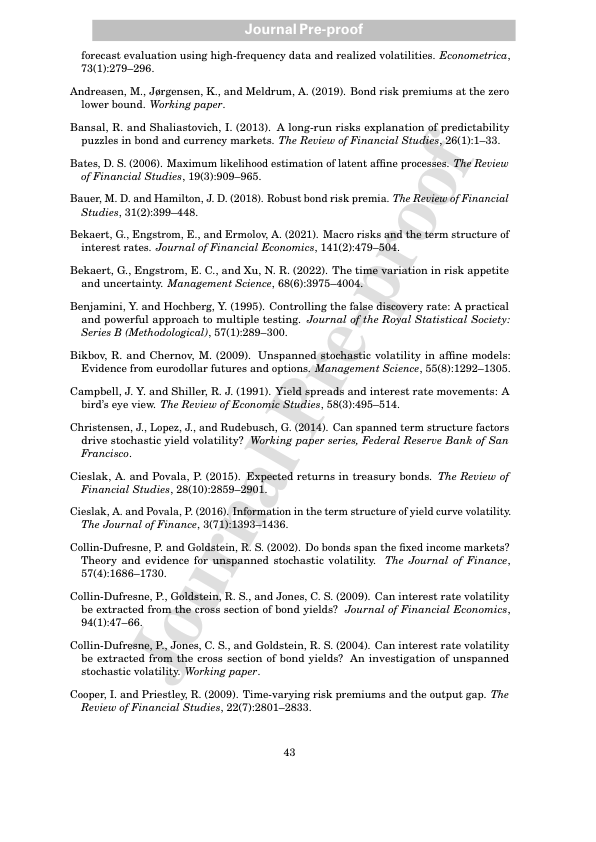 Journal Pre-proof
forecast evaluation using high-frequency data and realized volatilities. Econometrica,
73(1):279–296.
Andreasen, M., Jørgensen, K., and Meldrum, A. (2019). Bond risk premiums at the zero
lower bound. Working paper.
Bansal, R. and Shaliastovich, I. (2013). A long-run risks explanation of predictability
puzzles in bond and currency markets. The Review of Financial Studies, 26(1):1–33.
Bates, D. S. (2006). Maximum likelihood estimation of latent affine processes. The Review
of Financial Studies, 19(3):909–965.
Bauer, M. D. and Hamilton, J. D. (2018). Robust bond risk premia. The Review of Financial
Studies, 31(2):399–448.
Bekaert, G., Engstrom, E., and Ermolov, A. (2021). Macro risks and the term structure of
interest rates. Journal of Financial Economics, 141(2):479–504.
Bekaert, G., Engstrom, E. C., and Xu, N. R. (2022). The time variation in risk appetite
and uncertainty. Management Science, 68(6):3975–4004.
Benjamini, Y. and Hochberg, Y. (1995). Controlling the false discovery rate: A practical
and powerful approach to multiple testing. Journal of the Royal Statistical Society:
Series B (Methodological), 57(1):289–300.
Bikbov, R. and Chernov, M. (2009). Unspanned stochastic volatility in affine models:
Evidence from eurodollar futures and options. Management Science, 55(8):1292–1305.
Campbell, J. Y. and Shiller, R. J. (1991). Yield spreads and interest rate movements: A
bird's eye view. The Review of Economic Studies, 58(3):495–514.
Christensen, J., Lopez, J., and Rudebusch, G. (2014). Can spanned term structure factors
drive stochastic yield volatility? Working paper series, Federal Reserve Bank of San
Francisco.
Cieslak, A. and Povala, P. (2015). Expected returns in treasury bonds. The Review of
Financial Studies, 28(10):2859–2901.
Cieslak, A. and Povala, P. (2016). Information in the term structure of yield curve volatility.
The Journal of Finance, 3(71):1393–1436.
Collin-Dufresne, P. and Goldstein, R. S. (2002). Do bonds span the fixed income markets?
Theory and evidence for unspanned stochastic volatility. The Journal of Finance,
57(4):1686–1730.
Collin-Dufresne, P., Goldstein, R. S., and Jones, C. S. (2009). Can interest rate volatility
be extracted from the cross section of bond yields? Journal of Financial Economics,
94(1):47–66.
Collin-Dufresne, P., Jones, C. S., and Goldstein, R. S. (2004). Can interest rate volatility
be extracted from the cross section of bond yields? An investigation of unspanned
stochastic volatility. Working paper.
Cooper, I. and Priestley, R. (2009). Time-varying risk premiums and the output gap. The
Review of Financial Studies, 22(7):2801–2833.
Journal Pre-proof
43